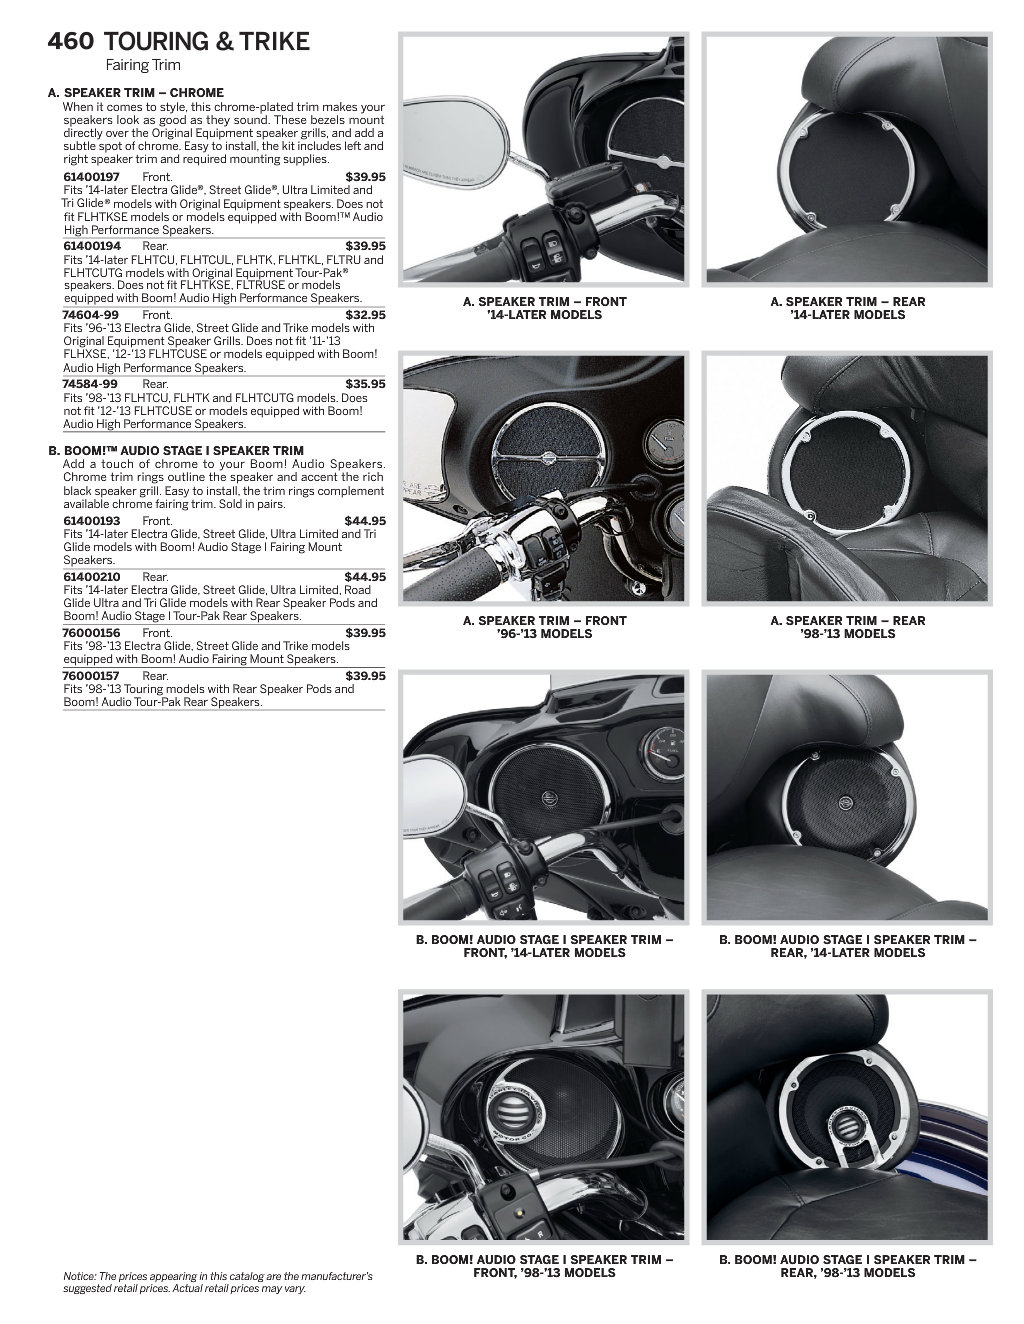 460 TOURING & TRIKE
Fairing Trim
A. SPEAKER TRIM – CHROME
When it comes to style, this chrome-plated trim makes your
speakers look as good as they sound. These bezels mount
directly over the Original Equipment speaker grills, and add a
subtle spot of chrome. Easy to install, the kit includes left and
right speaker trim and required mounting supplies.
61400197 Front. $39.95
Fits ’14-later Electra Glide®, Street Glide®, Ultra Limited and
Tri Glide® models with Original Equipment speakers. Does not
fit FLHTKSE models or models equipped with Boom!™ Audio
High Performance Speakers.
61400194 Rear. $39.95
Fits ’14-later FLHTCU, FLHTCUL, FLHTK, FLHTKL, FLTRU and
FLHTCUTG models with Original Equipment Tour-Pak®
speakers. Does not fit FLHTKSE, FLTRUSE or models
equipped with Boom! Audio High Performance Speakers.
74604-99 Front. $32.95
Fits ’96-’13 Electra Glide, Street Glide and Trike models with
Original Equipment Speaker Grills. Does not fit ’11-’13
FLHXSE, ’12-’13 FLHTCUSE or models equipped with Boom!
Audio High Performance Speakers.
74584-99 Rear. $35.95
Fits ’98-’13 FLHTCU, FLHTK and FLHTCUTG models. Does
not fit ’12-’13 FLHTCUSE or models equipped with Boom!
Audio High Performance Speakers.
B. BOOM!™ AUDIO STAGE I SPEAKER TRIM
Add a touch of chrome to your Boom! Audio Speakers.
Chrome trim rings outline the speaker and accent the rich
black speaker grill. Easy to install, the trim rings complement
available chrome fairing trim. Sold in pairs.
61400193 Front. $44.95
Fits ’14-later Electra Glide, Street Glide, Ultra Limited and Tri
Glide models with Boom! Audio Stage I Fairing Mount
Speakers.
61400210 Rear. $44.95
Fits ’14-later Electra Glide, Street Glide, Ultra Limited, Road
Glide Ultra and Tri Glide models with Rear Speaker Pods and
Boom! Audio Stage I Tour-Pak Rear Speakers.
76000156 Front. $39.95
Fits ’98-’13 Electra Glide, Street Glide and Trike models
equipped with Boom! Audio Fairing Mount Speakers.
76000157 Rear. $39.95
Fits ’98-’13 Touring models with Rear Speaker Pods and
Boom! Audio Tour-Pak Rear Speakers.
A. SPEAKER TRIM – FRONT
’14-LATER MODELS
A. SPEAKER TRIM – REAR
’14-LATER MODELS
A. SPEAKER TRIM – FRONT
’96-’13 MODELS
A. SPEAKER TRIM – REAR
’98-’13 MODELS
B. BOOM! AUDIO STAGE I SPEAKER TRIM –
FRONT, ’14-LATER MODELS
B. BOOM! AUDIO STAGE I SPEAKER TRIM –
REAR, ’14-LATER MODELS
B. BOOM! AUDIO STAGE I SPEAKER TRIM –
FRONT, ’98-’13 MODELS
B. BOOM! AUDIO STAGE I SPEAKER TRIM –
REAR, ’98-’13 MODELS
Notice: The prices appearing in this catalog are the manufacturer’s
suggested retail prices. Actual retail prices may vary.